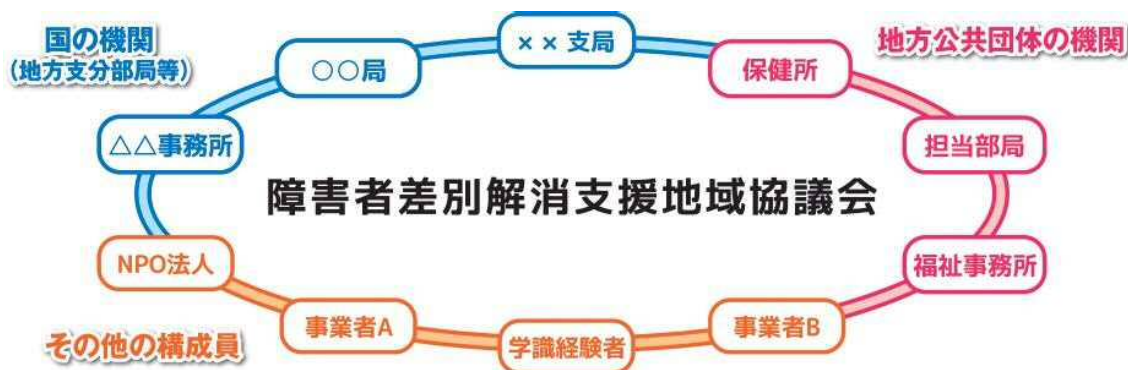 国の機関
(地方支分部局等)
××支局
地方公共団体の機関
○○局
保健所
△△事務所
担当部局
障害者差別解消支援地域協議会
NPO法人
福祉事務所
事業者A
事業者B
その他の構成員
学識経験者